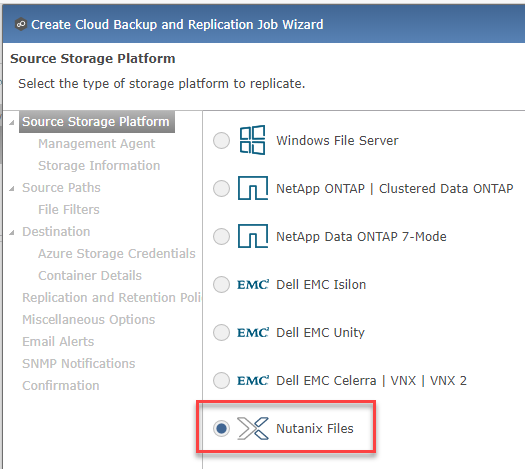 Create Cloud Backup and Replication Job Wizard
Source Storage Platform
Select the type of storage platform to replicate.
Source Storage Platform
Management Agent
Storage Information
Source Paths
File Filters
Destination
Azure Storage Credentials
Container Details
Replication and Retention Poli
Miscellaneous Options
Email Alerts
SNMP Notifications
Confirmation
Windows File Server
NetApp ONTAP | Clustered Data ONTAP
NetApp Data ONTAP 7-Mode
EMC² Dell EMC Isilon
EMC² Dell EMC Unity
EMC² Dell EMC Celerra | VNX | VNX 2
Nutanix Files